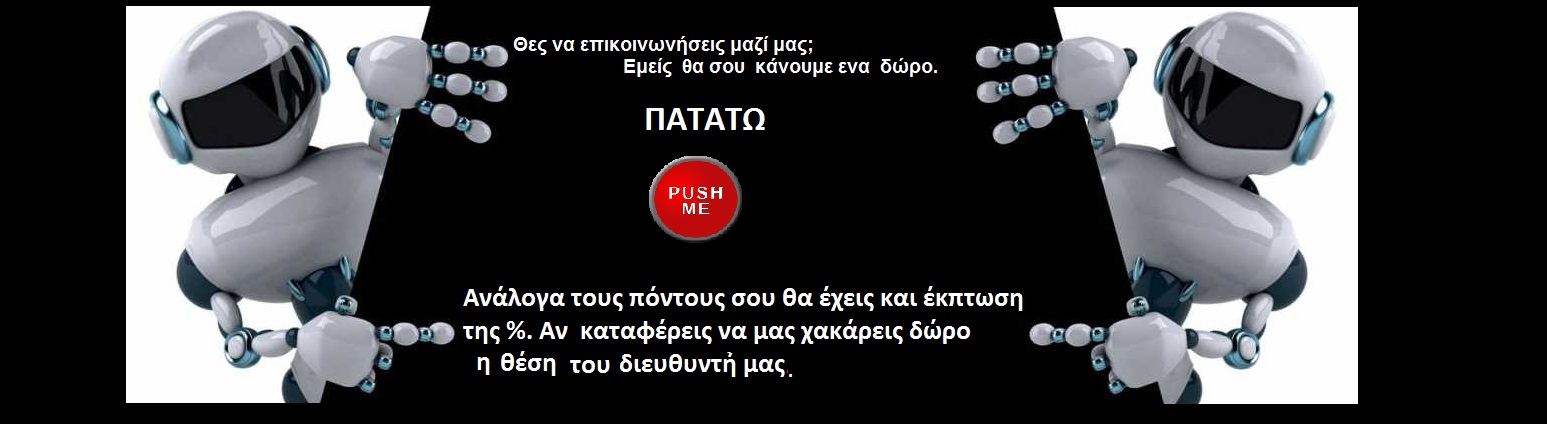 Θες να επικοινωνήσεις μαζί μας;
Εμείς θα σου κάνουμε ενα δώρο.
ΠΑΤΑΤΩ
PUSH
ME
Ανάλογα τους πόντους σου θα έχεις και έκπτωση
της %. Αν καταφέρεις να μας χακάρεις δώρο
η θέση του διευθυντἠ μας.